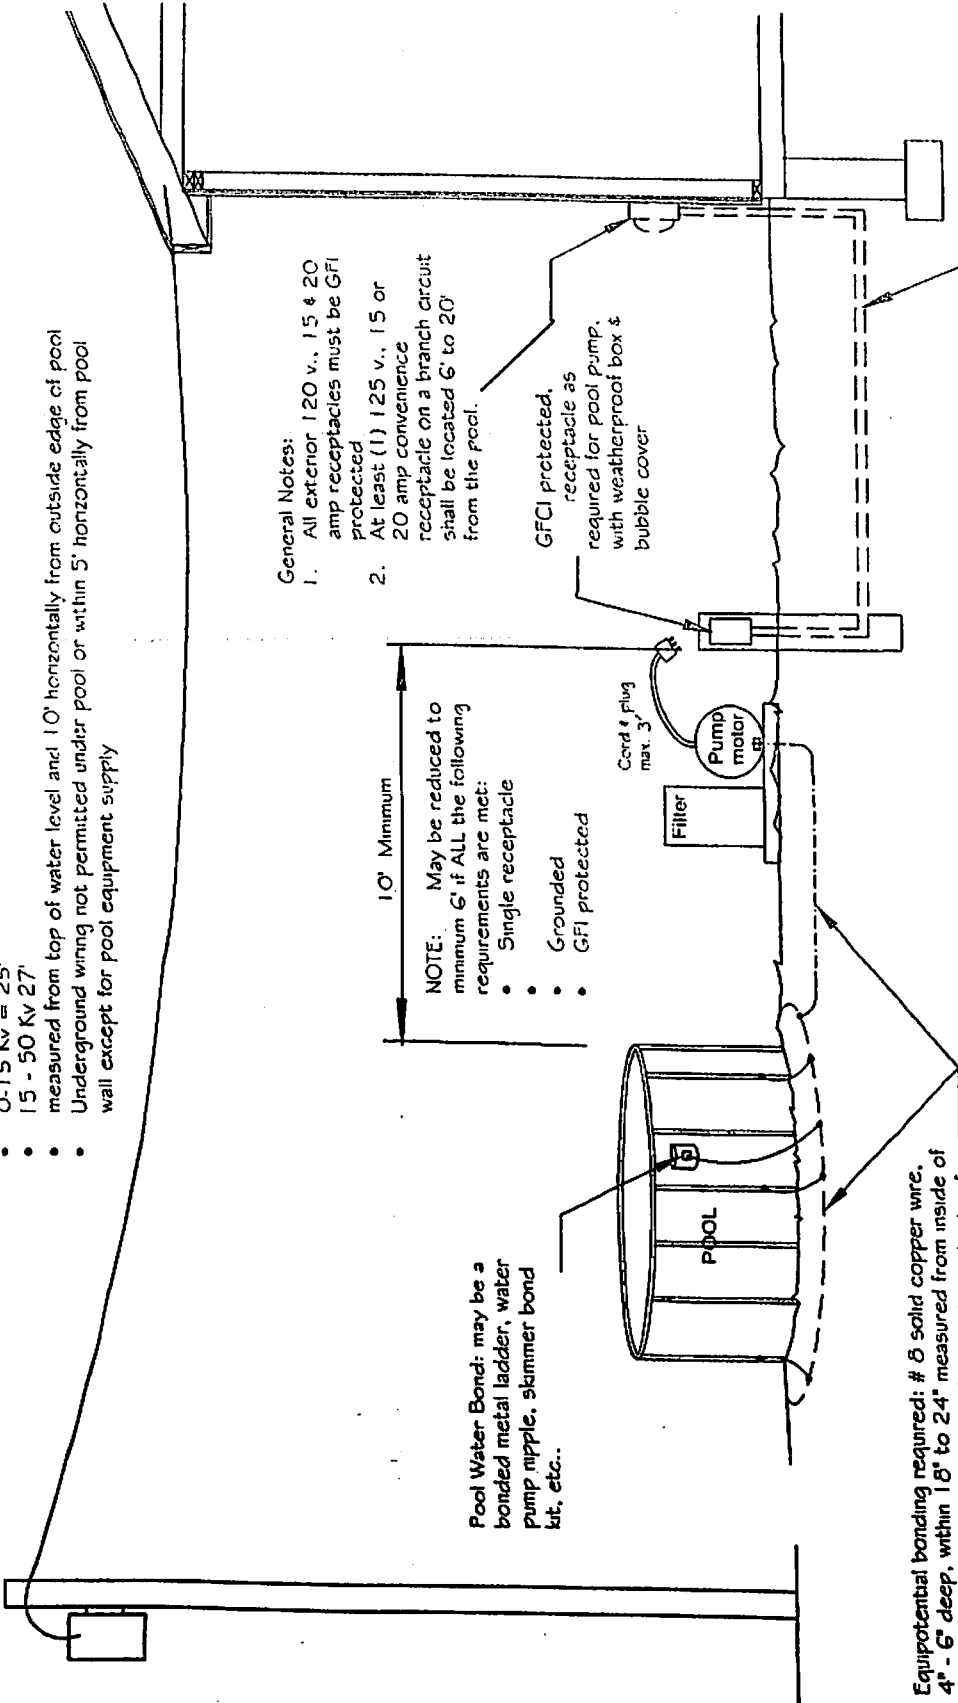 • 0-15 Kv = 25'
• 15 - 50 Kv 27'
• measured from top of water level and 10' horizontally from outside edge of pool
• Underground wiring not permitted under pool or within 5' horizontally from pool
wall except for pool equipment supply
General Notes:
1. All exterior 120 v., 15 & 20
amp receptacles must be GFI
protected
2. At least (1) 125 v., 15 or
20 amp convenience
receptacle on a branch circuit
shall be located 6' to 20'
from the pool.
10' Minimum
NOTE: May be reduced to
minimum 6' if ALL the following
requirements are met:
• Single receptacle
•
• Grounded
• GFI protected
GFCI protected,
receptacle as
required for pool pump,
with weatherproof box &
bubble cover
Cord & plug
max. 3'
Pump
motor
Filter
Pool Water Bond: may be a
bonded metal ladder, water
pump nipple, skimmer bond
kit, etc..
POOL
Equipotential bonding required: # 8 solid copper wire,
4" - 6" deep, within 18" to 24" measured from inside of